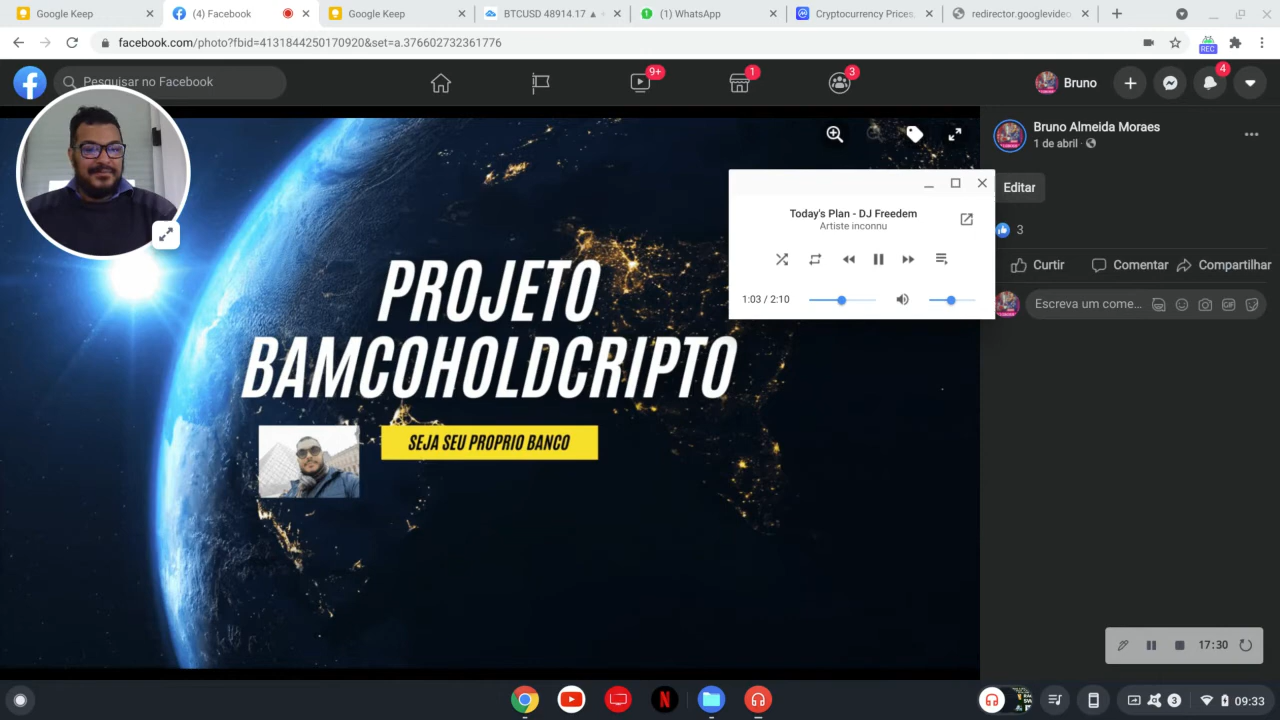 Google Keep
(4) Facebook
Google Keep
BTCUSD 48914.17 ▲
(1) WhatsApp
Cryptocurrency Prices,
redirector.googlevideo
facebook.com/photo?fbid=4131844250170920&set=a.376602732361776
REC
Pesquisar no Facebook
9+
1
3
Bruno
4
Bruno Almeida Moraes
1 de abril
Editar
3
Curtir
Comentar
Compartilhar
Escreva um come...
GIF
Today's Plan - DJ Freedem
Artiste inconnu
1:03 / 2:10
PROJETO
BAMCOHOLDCRIPTO
SEJA SEU PROPRIO BANCO
17:30
N
3
09:33